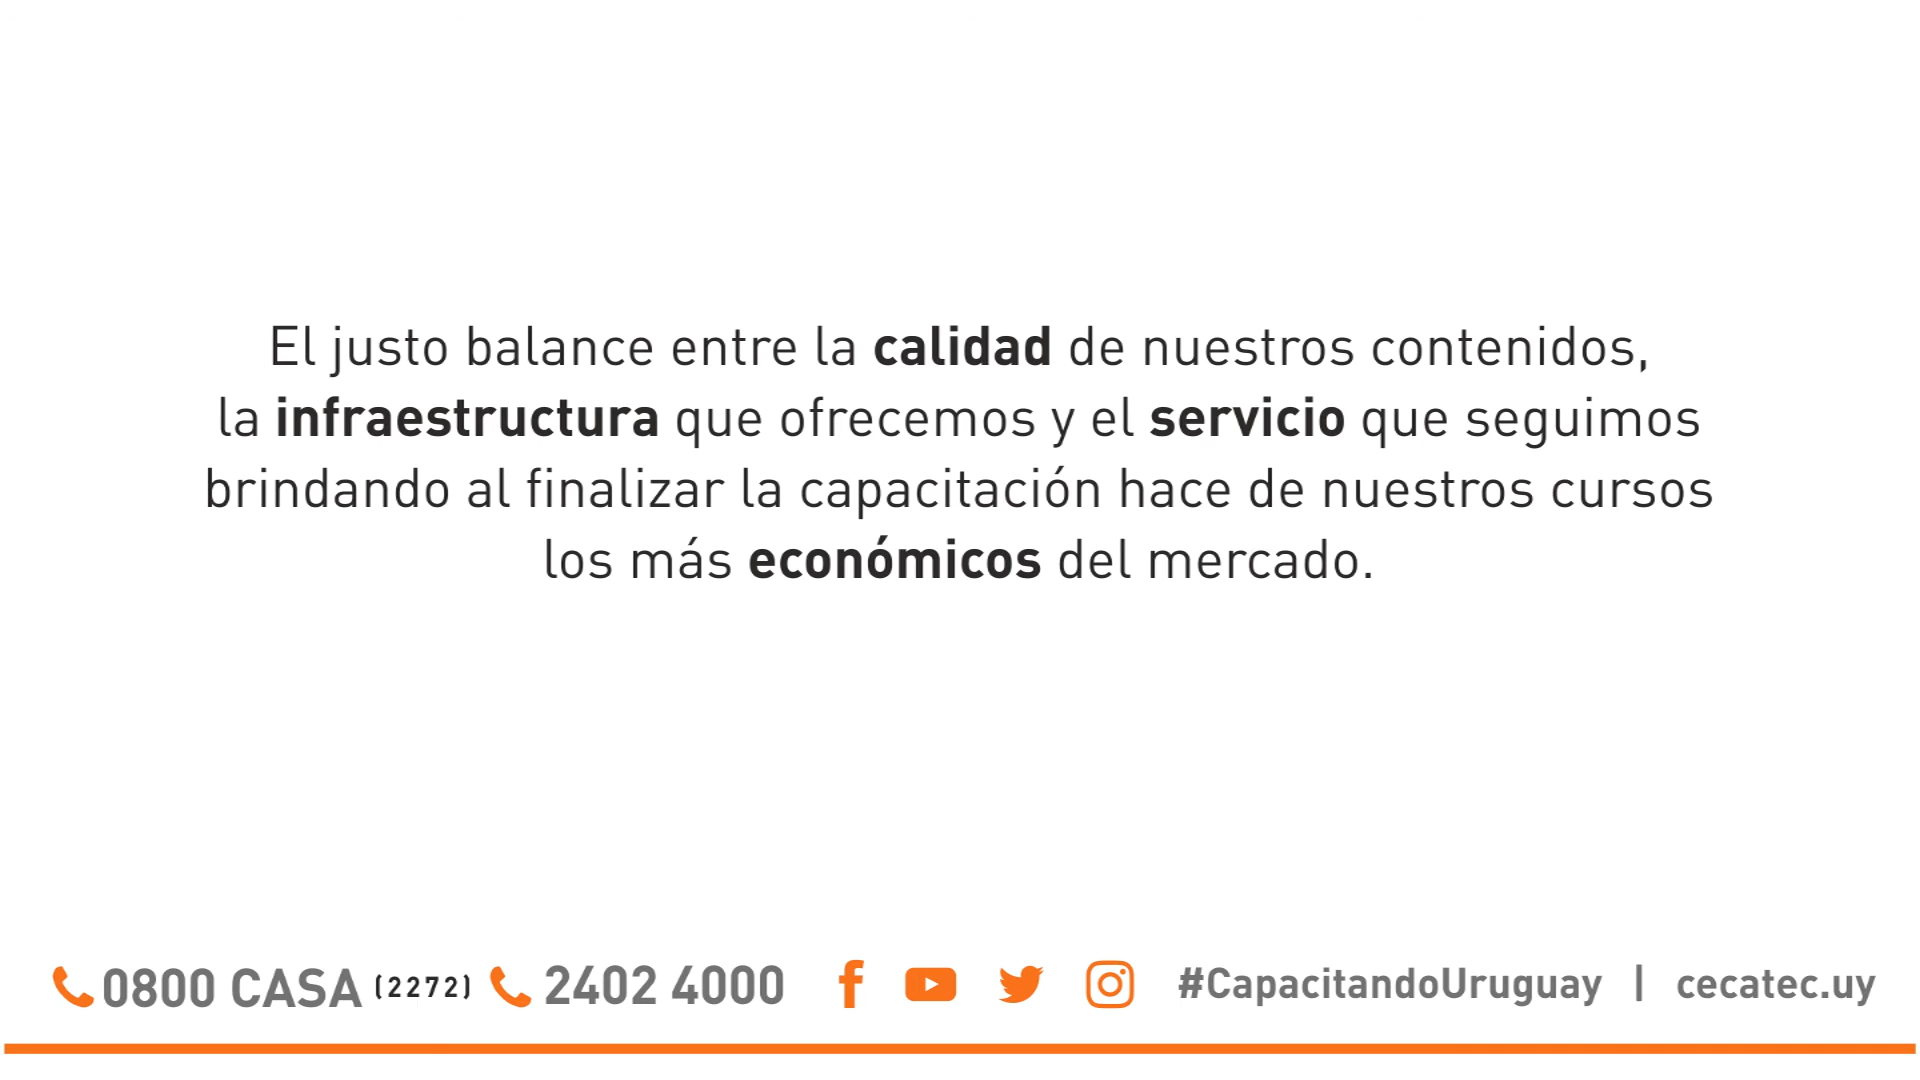 El justo balance entre la calidad de nuestros contenidos,
la infraestructura que ofrecemos y el servicio que seguimos
brindando al finalizar la capacitación hace de nuestros cursos
los más económicos del mercado.
0800 CASA (2272) 2402 4000 #CapacitandoUruguay | cecatec.uy